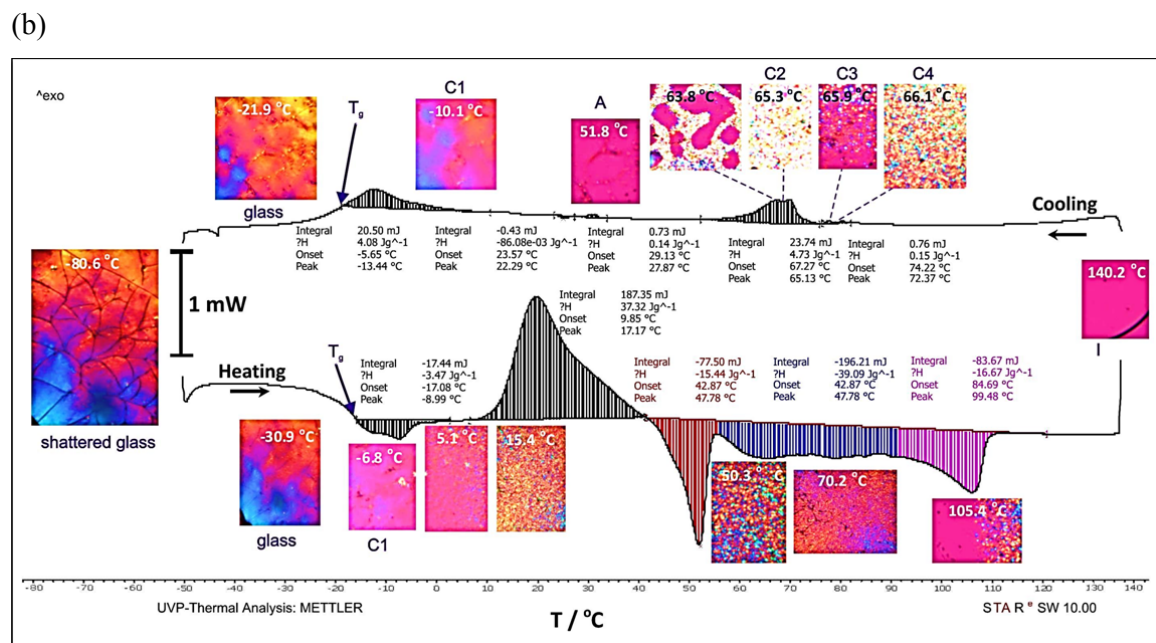 (b)
^exo
-21.9 °C
glass
Tg
C1
-10.1 °C
A
51.8 °C
63.8 °C
C2
65.3 °C
C3
65.9 °C
C4
66.1 °C
Cooling
-80.6 °C
shattered glass
1 mW
Integral 20.50 mJ
?H 4.08 Jg^-1
Onset -5.65 °C
Peak -13.44 °C
Integral -0.43 mJ
?H -86.08e-03 Jg^-1
Onset 23.57 °C
Peak 22.29 °C
Integral 0.73 mJ
?H 0.14 Jg^-1
Onset 29.13 °C
Peak 27.87 °C
Integral 23.74 mJ
?H 4.73 Jg^-1
Onset 67.27 °C
Peak 65.13 °C
Integral 0.76 mJ
?H 0.15 Jg^-1
Onset 74.22 °C
Peak 72.37 °C
140.2 °C
I
Integral 187.35 mJ
?H 37.32 Jg^-1
Onset 9.85 °C
Peak 17.17 °C
Heating
Tg
Integral -17.44 mJ
?H -3.47 Jg^-1
Onset -17.08 °C
Peak -8.99 °C
Integral -77.50 mJ
?H -15.44 Jg^-1
Onset 42.87 °C
Peak 47.78 °C
Integral -196.21 mJ
?H -39.09 Jg^-1
Onset 42.87 °C
Peak 47.78 °C
Integral -83.67 mJ
?H -16.67 Jg^-1
Onset 84.69 °C
Peak 99.48 °C
-30.9 °C
glass
-6.8 °C
C1
5.1 °C
15.4 °C
50.3 °C
70.2 °C
105.4 °C
-90 -80 -70 -60 -50 -40 -30 -20 -10 0 10 20 30 40 50 60 70 80 90 100 110 120 130 140
UVP-Thermal Analysis: METTLER
T / °C
STA R e SW 10.00